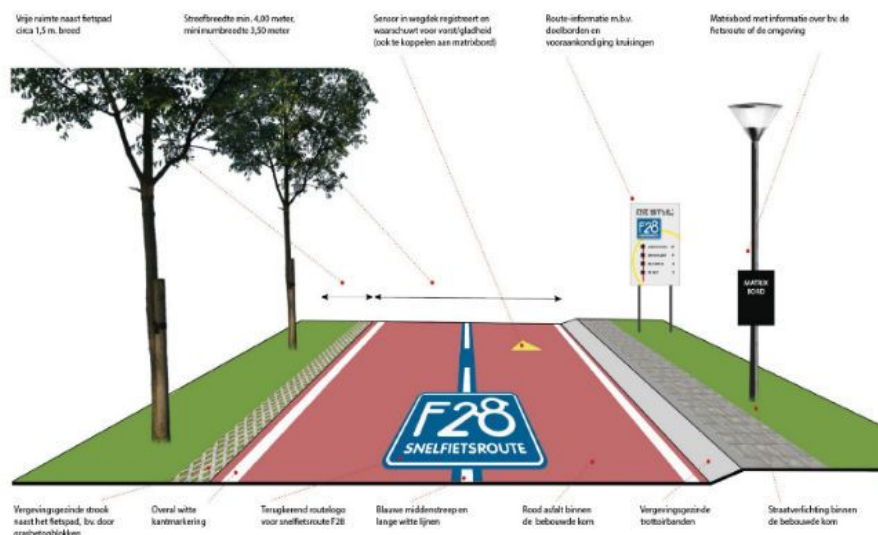 Vrije ruimte naast fietspad
circa 1,5 m. breed
Streefbreedte min. 4,00 meter,
minimumbreedte 3,50 meter
Sensor in wegdek registreert en
waarschuwt voor vorst/gladheid
(ook te koppelen aan matrixbord)
Route-informatie m.b.v.
doelborden en
vooraankondiging kruisingen
Matrixbord met informatie over bv. de
fietsroute of de omgeving
F28
MATRIX
BORD
F28
SNELFIETSROUTE
Vergevingsgezinde strook
naast het fietspad, bv. door
grasbetonblokken
Overal witte
kantmarkering
Terugkerend routelogo
voor snelfietsroute F28
Blauwe middenstreep en
lange witte lijnen
Rood asfalt binnen
de bebouwde kom
Vergevingsgezinde
trottoirbanden
Straatverlichting binnen
de bebouwde kom